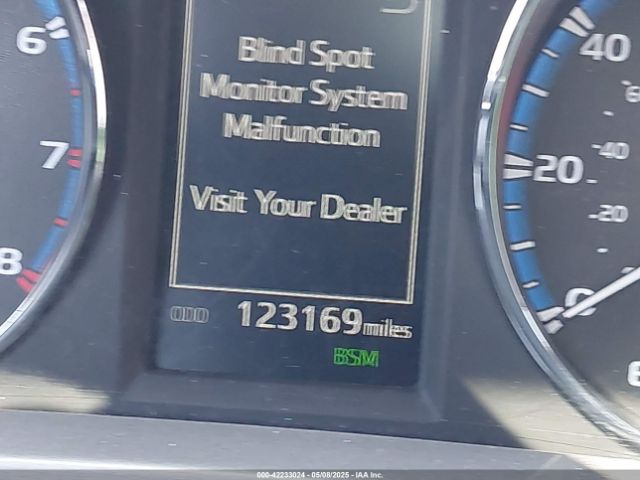 Blind Spot
Monitor System
Malfunction
Visit Your Dealer
ODO 123169 miles
BSM
6
7
8
40
20
0
60
40
20
000-42233024 - 05/08/2025 - IAA Inc.